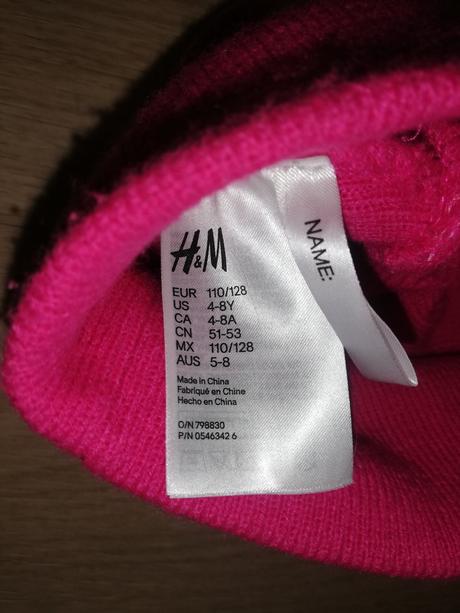 H&M
EUR 110/128
US 4-8Y
CA 4-8A
CN 51-53
MX 110/128
AUS 5-8
Made in China
Fabriqué en Chine
Hecho en China
O/N 798830
P/N 0546342 6
NAME: